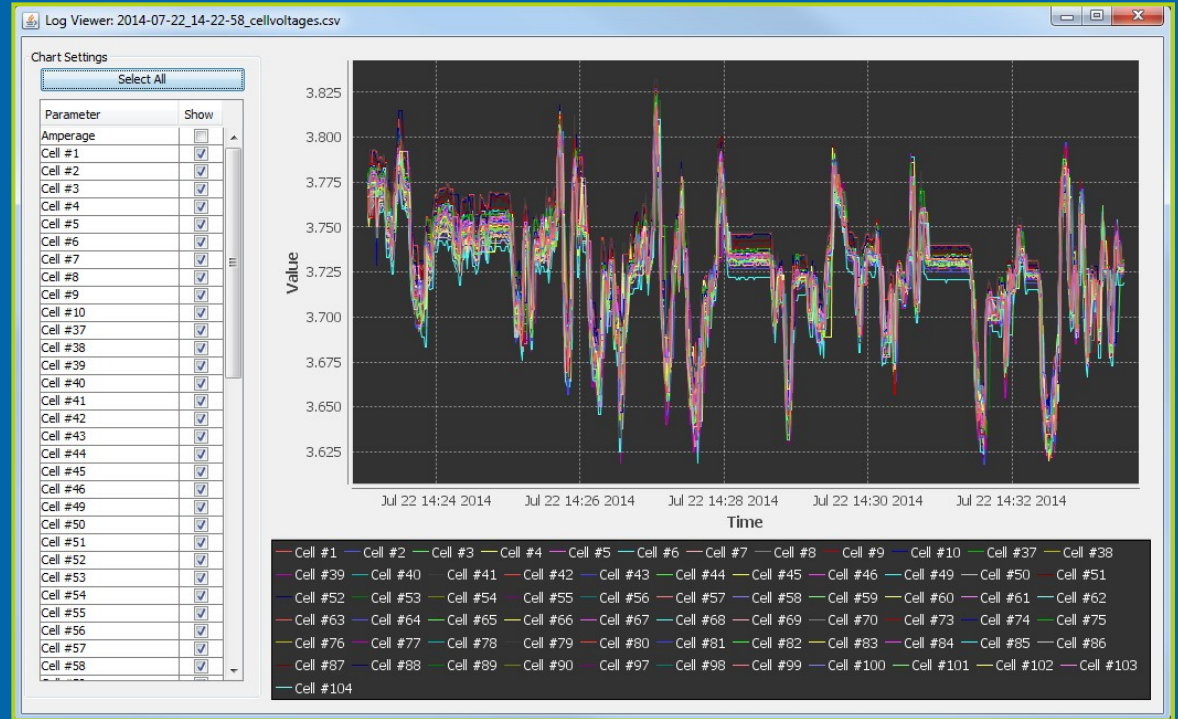 Log Viewer: 2014-07-22_14-22-58_cellvoltages.csv
Chart Settings
Select All
Parameter Show
Amperage
Cell #1
Cell #2
Cell #3
Cell #4
Cell #5
Cell #6
Cell #7
Cell #8
Cell #9
Cell #10
Cell #37
Cell #38
Cell #39
Cell #40
Cell #41
Cell #42
Cell #43
Cell #44
Cell #45
Cell #46
Cell #49
Cell #50
Cell #51
Cell #52
Cell #53
Cell #54
Cell #55
Cell #56
Cell #57
Cell #58
3.825
3.800
3.775
3.750
3.725
3.700
3.675
3.650
3.625
Value
Jul 22 14:24 2014 Jul 22 14:26 2014 Jul 22 14:28 2014 Jul 22 14:30 2014 Jul 22 14:32 2014
Time
Cell #1 Cell #2 Cell #3 Cell #4 Cell #5 Cell #6 Cell #7 Cell #8 Cell #9 Cell #10 Cell #37 Cell #38
Cell #39 Cell #40 Cell #41 Cell #42 Cell #43 Cell #44 Cell #45 Cell #46 Cell #49 Cell #50 Cell #51
Cell #52 Cell #53 Cell #54 Cell #55 Cell #56 Cell #57 Cell #58 Cell #59 Cell #60 Cell #61 Cell #62
Cell #63 Cell #64 Cell #65 Cell #66 Cell #67 Cell #68 Cell #69 Cell #70 Cell #73 Cell #74 Cell #75
Cell #76 Cell #77 Cell #78 Cell #79 Cell #80 Cell #81 Cell #82 Cell #83 Cell #84 Cell #85 Cell #86
Cell #87 Cell #88 Cell #89 Cell #90 Cell #97 Cell #98 Cell #99 Cell #100 Cell #101 Cell #102 Cell #103
Cell #104